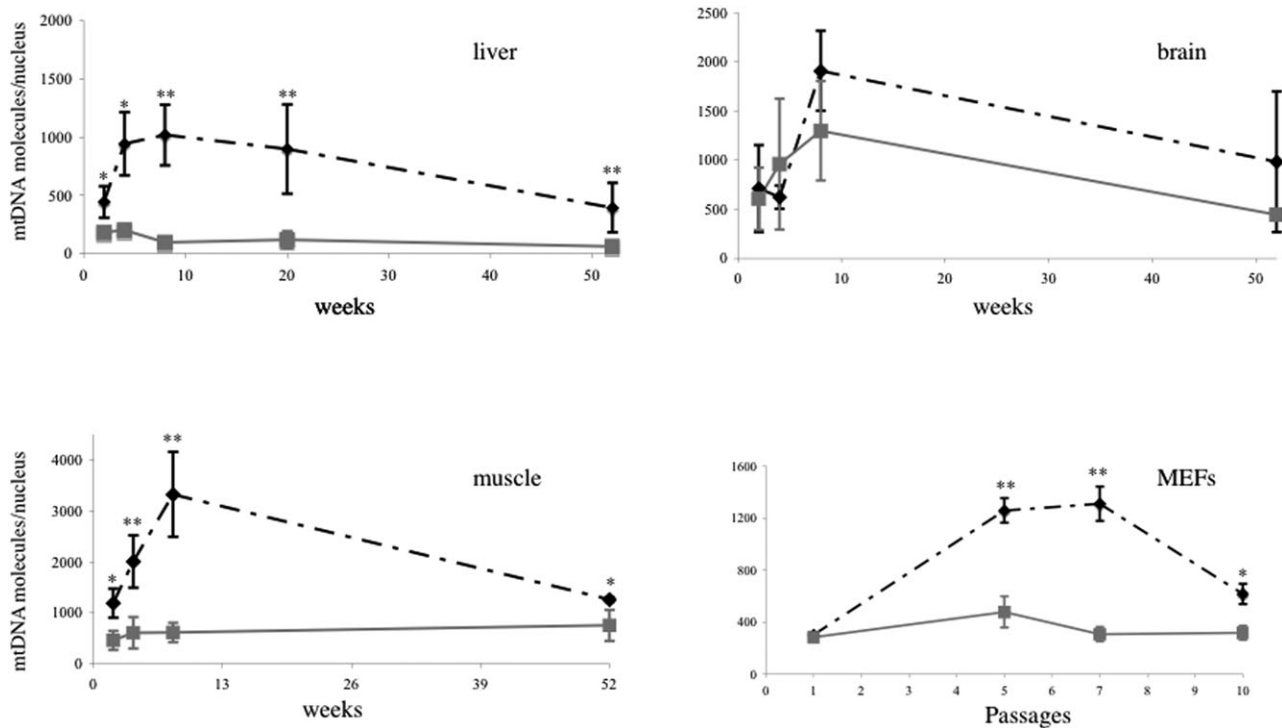 liver
mtDNA molecules/nucleus
2000
1500
1000
500
0
* * ** ** **
0 10 20 30 40 50
weeks
brain
2500
2000
1500
1000
500
0
0 10 20 30 40 50
weeks
muscle
mtDNA molecules/nucleus
4000
3000
2000
1000
0
* ** ** *
0 13 26 39 52
weeks
MEFs
1600
1200
800
400
0
** ** *
0 1 2 3 4 5 6 7 8 9 10
Passages